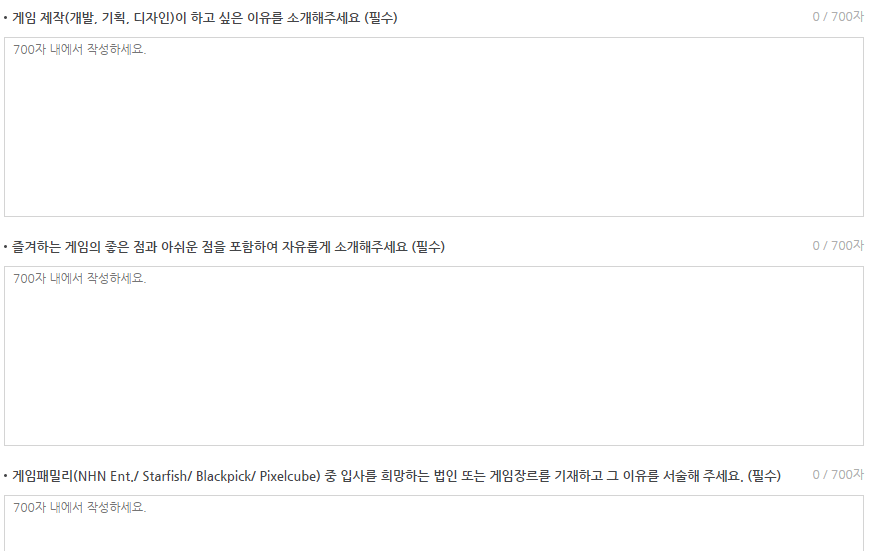 • 게임 제작(개발, 기획, 디자인)이 하고 싶은 이유를 소개해주세요 (필수) 0 / 700자
700자 내에서 작성하세요.
• 즐겨하는 게임의 좋은 점과 아쉬운 점을 포함하여 자유롭게 소개해주세요 (필수) 0 / 700자
700자 내에서 작성하세요.
• 게임패밀리(NHN Ent./ Starfish/ Blackpick/ Pixelcube) 중 입사를 희망하는 법인 또는 게임장르를 기재하고 그 이유를 서술해 주세요. (필수) 0 / 700자
700자 내에서 작성하세요.